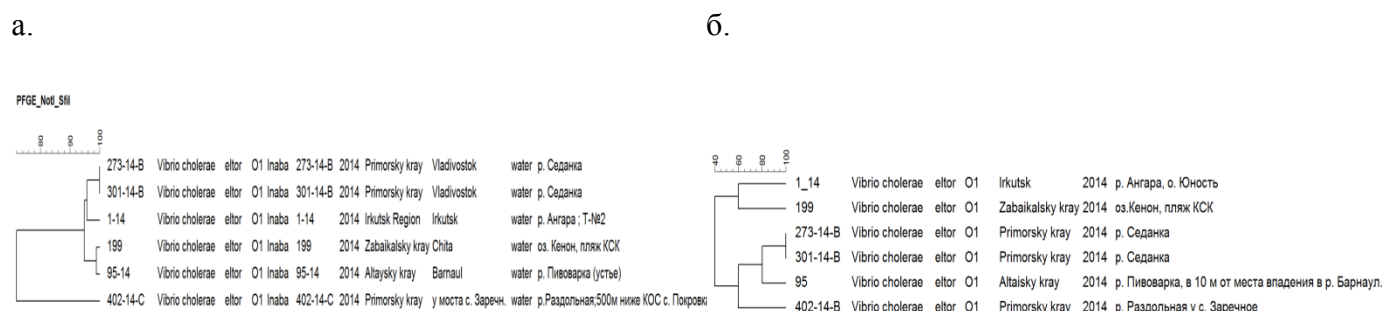 а.
б.
PFGE_NotI_SfiI
80 90 100
273-14-B Vibrio cholerae eltor O1 Inaba 273-14-B 2014 Primorsky kray Vladivostok water р. Седанка
301-14-B Vibrio cholerae eltor O1 Inaba 301-14-B 2014 Primorsky kray Vladivostok water р. Седанка
1-14 Vibrio cholerae eltor O1 Inaba 1-14 2014 Irkutsk Region Irkutsk water р. Ангара ; Т-№2
199 Vibrio cholerae eltor O1 Inaba 199 2014 Zabaikalsky kray Chita water оз. Кенон, пляж КСК
95-14 Vibrio cholerae eltor O1 Inaba 95-14 2014 Altaysky kray Barnaul water р. Пивоварка (устье)
402-14-C Vibrio cholerae eltor O1 Inaba 402-14-C 2014 Primorsky kray у моста с. Заречн. water р.Раздольная;500м ниже КОС с. Покровк
40 60 80 100
1_14 Vibrio cholerae eltor O1 Irkutsk 2014 р. Ангара, о. Юность
199 Vibrio cholerae eltor O1 Zabaikalsky kray 2014 оз.Кенон, пляж КСК
273-14-B Vibrio cholerae eltor O1 Primorsky kray 2014 р. Седанка
301-14-B Vibrio cholerae eltor O1 Primorsky kray 2014 р. Седанка
95 Vibrio cholerae eltor O1 Altaisky kray 2014 р. Пивоварка, в 10 м от места впадения в р. Барнаул.
402-14-B Vibrio cholerae eltor O1 Primorsky kray 2014 р. Раздольная у с. Заречное